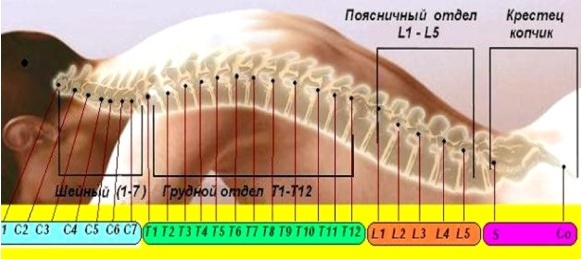 Поясничный отдел
L1 - L5
Крестец
копчик
Шейный (1-7)
Грудной отдел T1-T12
1 C2 C3 C4 C5 C6 C7 T1 T2 T3 T4 T5 T6 T7 T8 T9 T10 T11 T12 L1 L2 L3 L4 L5 S Co